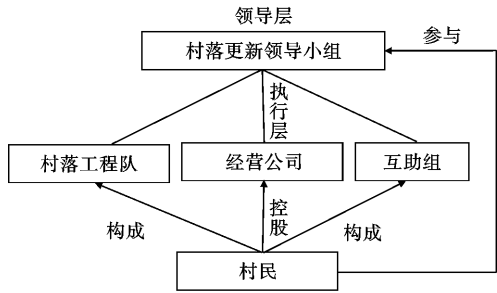 领导层
村落更新领导小组
参与
执行层
村落工程队
经营公司
互助组
构成
控股
构成
村民